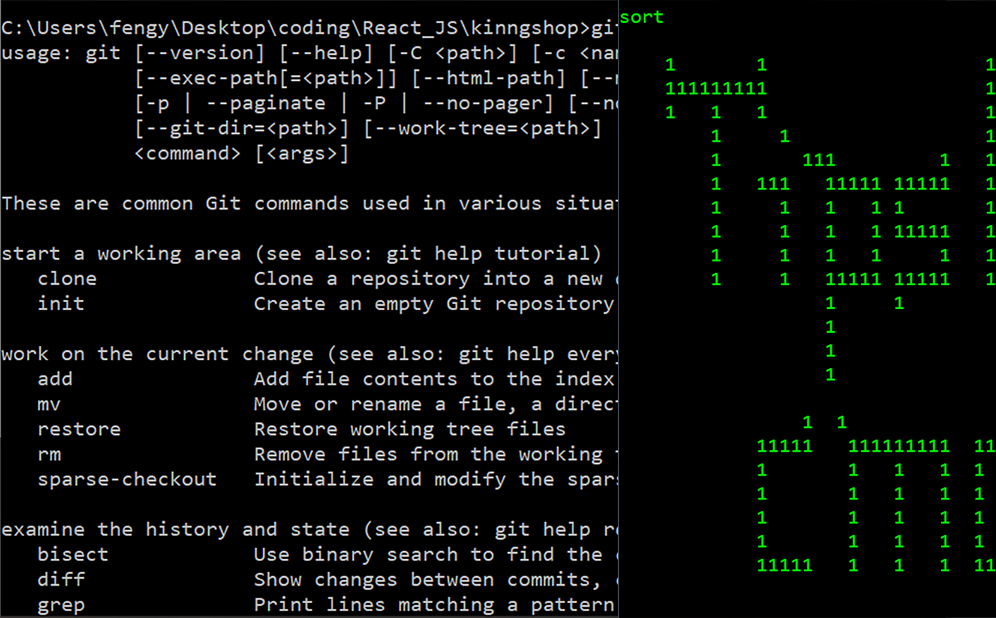 C:\Users\fengy\Desktop\coding\React_JS\kinngshop>git
usage: git [--version] [--help] [-C <path>] [-c <nam
[--exec-path[=<path>]] [--html-path] [--m
[-p | --paginate | -P | --no-pager] [--no
[--git-dir=<path>] [--work-tree=<path>]
<command> [<args>]
These are common Git commands used in various situat
start a working area (see also: git help tutorial)
clone Clone a repository into a new
init Create an empty Git repository
work on the current change (see also: git help every
add Add file contents to the index
mv Move or rename a file, a direct
restore Restore working tree files
rm Remove files from the working
sparse-checkout Initialize and modify the spars
examine the history and state (see also: git help re
bisect Use binary search to find the
diff Show changes between commits,
grep Print lines matching a pattern
sort
1 1 1
111111111 1
1 1 1 1
1 1 1
1 111 1 1
1 111 11111 11111 1
1 1 1 1 1 1
1 1 1 1 11111 1
1 1 1 1 1 1
1 1 11111 11111 1
1 1
1
1
1
1 1
11111 111111111 11
1 1 1 1 1
1 1 1 1 1
1 1 1 1 1
1 1 1 1 1
11111 1 1 1 11